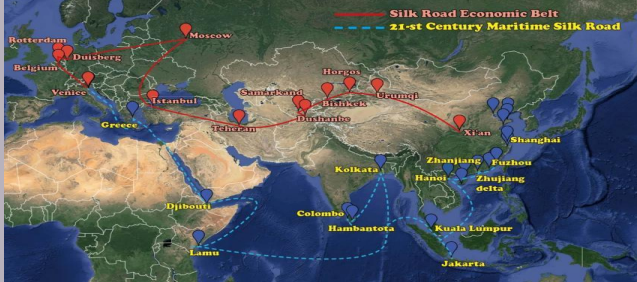 Silk Road Economic Belt
21-st Century Maritime Silk Road
Moscow
Rotterdam
Duisberg
Belgium
Venice
Istanbul
Greece
Teheran
Samarkand
Dushanbe
Bishkek
Horgos
Urumqi
Xi'an
Shanghai
Fuzhou
Zhanjiang
Hanoi
Zhujiang
delta
Kolkata
Colombo
Hambantota
Kuala Lumpur
Jakarta
Djibouti
Lamu